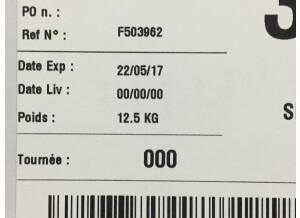 PO n. :
Ref N° : F503962
Date Exp : 22/05/17
Date Liv : 00/00/00
Poids : 12.5 KG
Tournée : 000